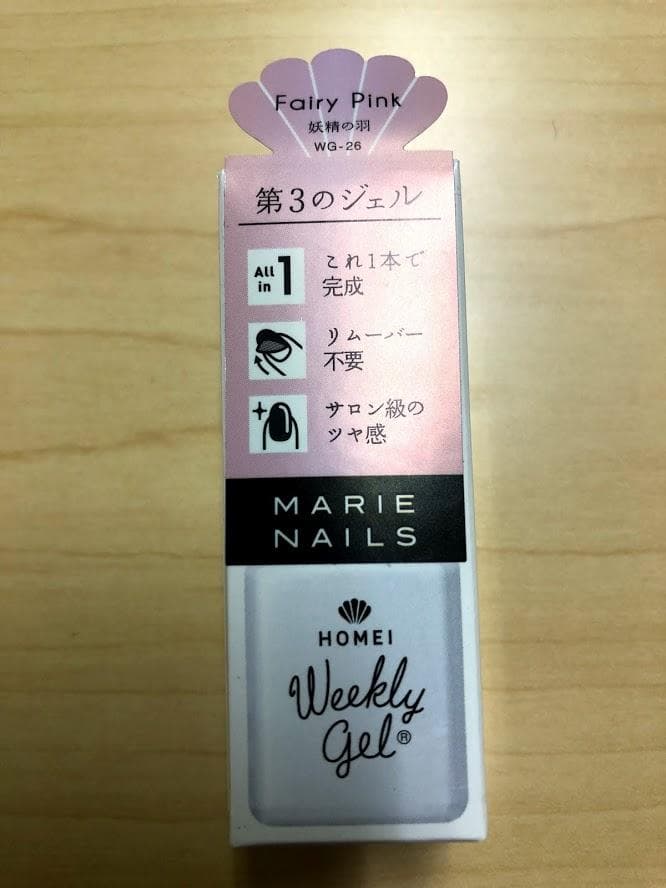 Fairy Pink
妖精の羽
WG-26
第3のジェル
All
in 1
これ1本で
完成
リムーバー
不要
サロン級の
ツヤ感
MARIE
NAILS
HOMEI
Weekly
Gel®